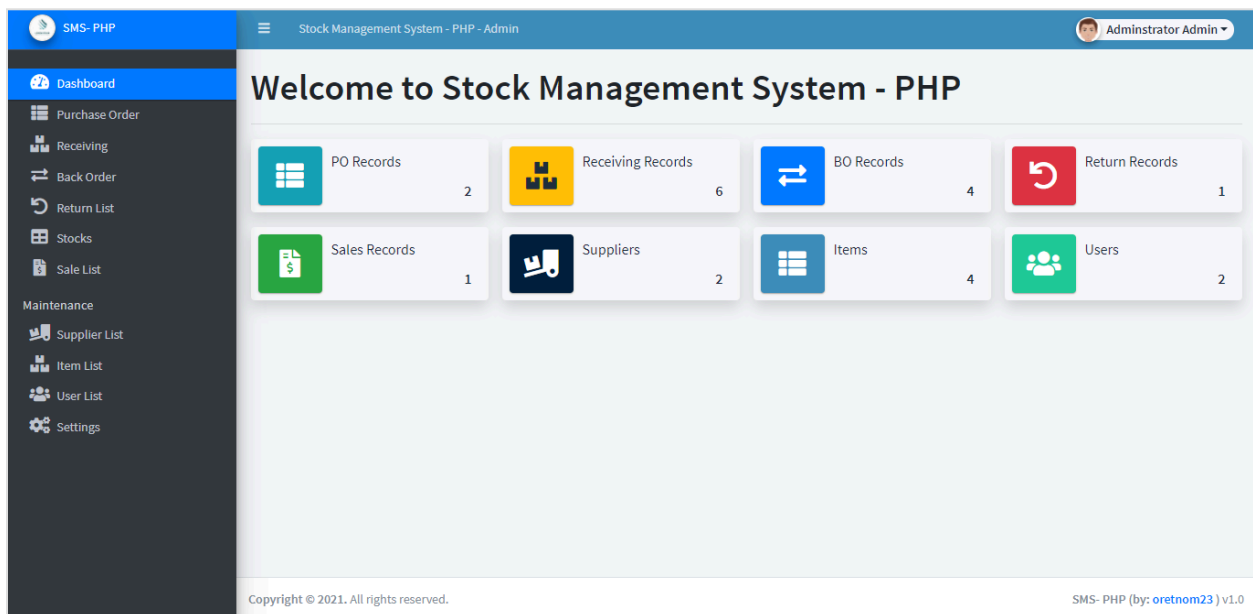 SMS- PHP
Stock Management System - PHP - Admin
Adminstrator Admin
Dashboard
Purchase Order
Receiving
Back Order
Return List
Stocks
Sale List
Maintenance
Supplier List
Item List
User List
Settings
Welcome to Stock Management System - PHP
PO Records
2
Receiving Records
6
BO Records
4
Return Records
1
Sales Records
1
Suppliers
2
Items
4
Users
2
Copyright © 2021. All rights reserved.
SMS- PHP (by: oretnom23 ) v1.0